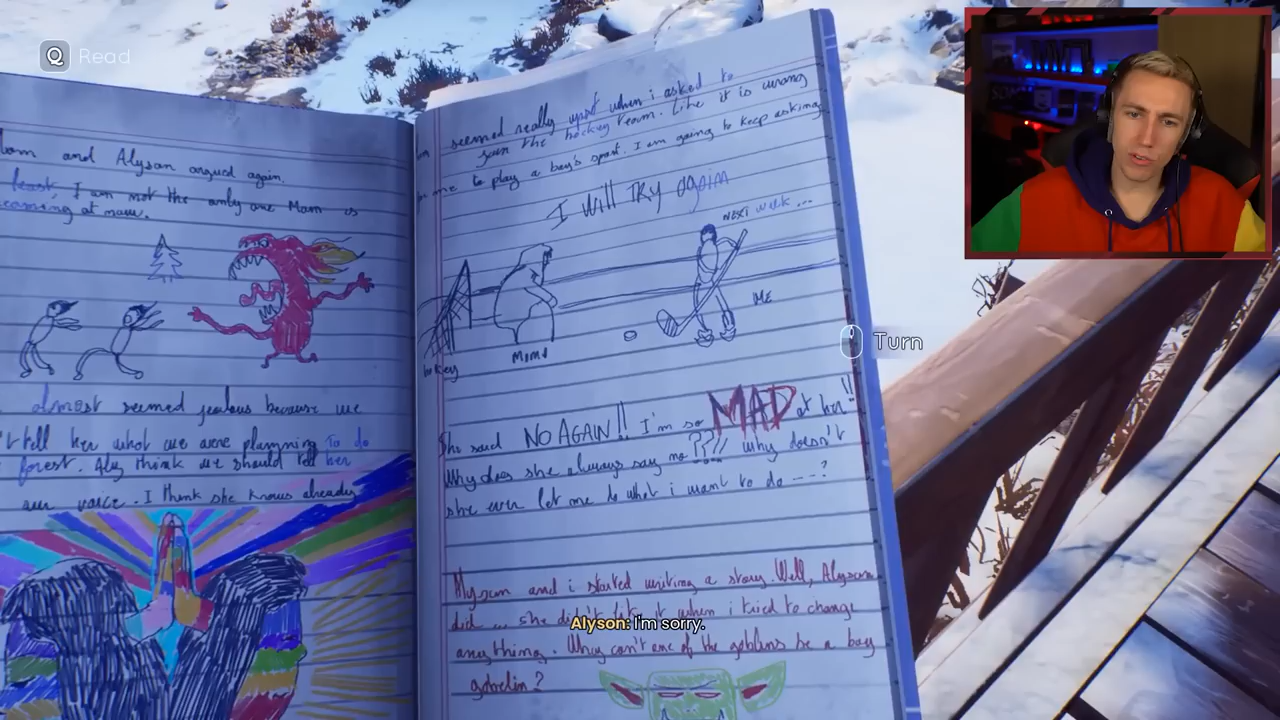 Q Read
and Alyson argued again.
least, I am not the only one Mom is
at now.
almost seemed jealous because we
't tell her what we were planning to do
forest. Aly think we should tell her
our voice. I think she knows already
seemed really upset when i asked to
join the hockey team. Like it is wrong
me to play a boy's sport. I am going to keep asking
I will TRY again
NEXT week ...
ME
MOM
She said NO AGAIN!! I'm so MAD at her!!
Why does she always say no??!! why doesn't
she ever let me do what i want to do ---?
Turn
Alyson and i started writing a story. Well, Alyson
did ... she didn't like it when i tried to change
Alyson: I'm sorry.
anything. Why can't one of the goblins be a boy
goblin?